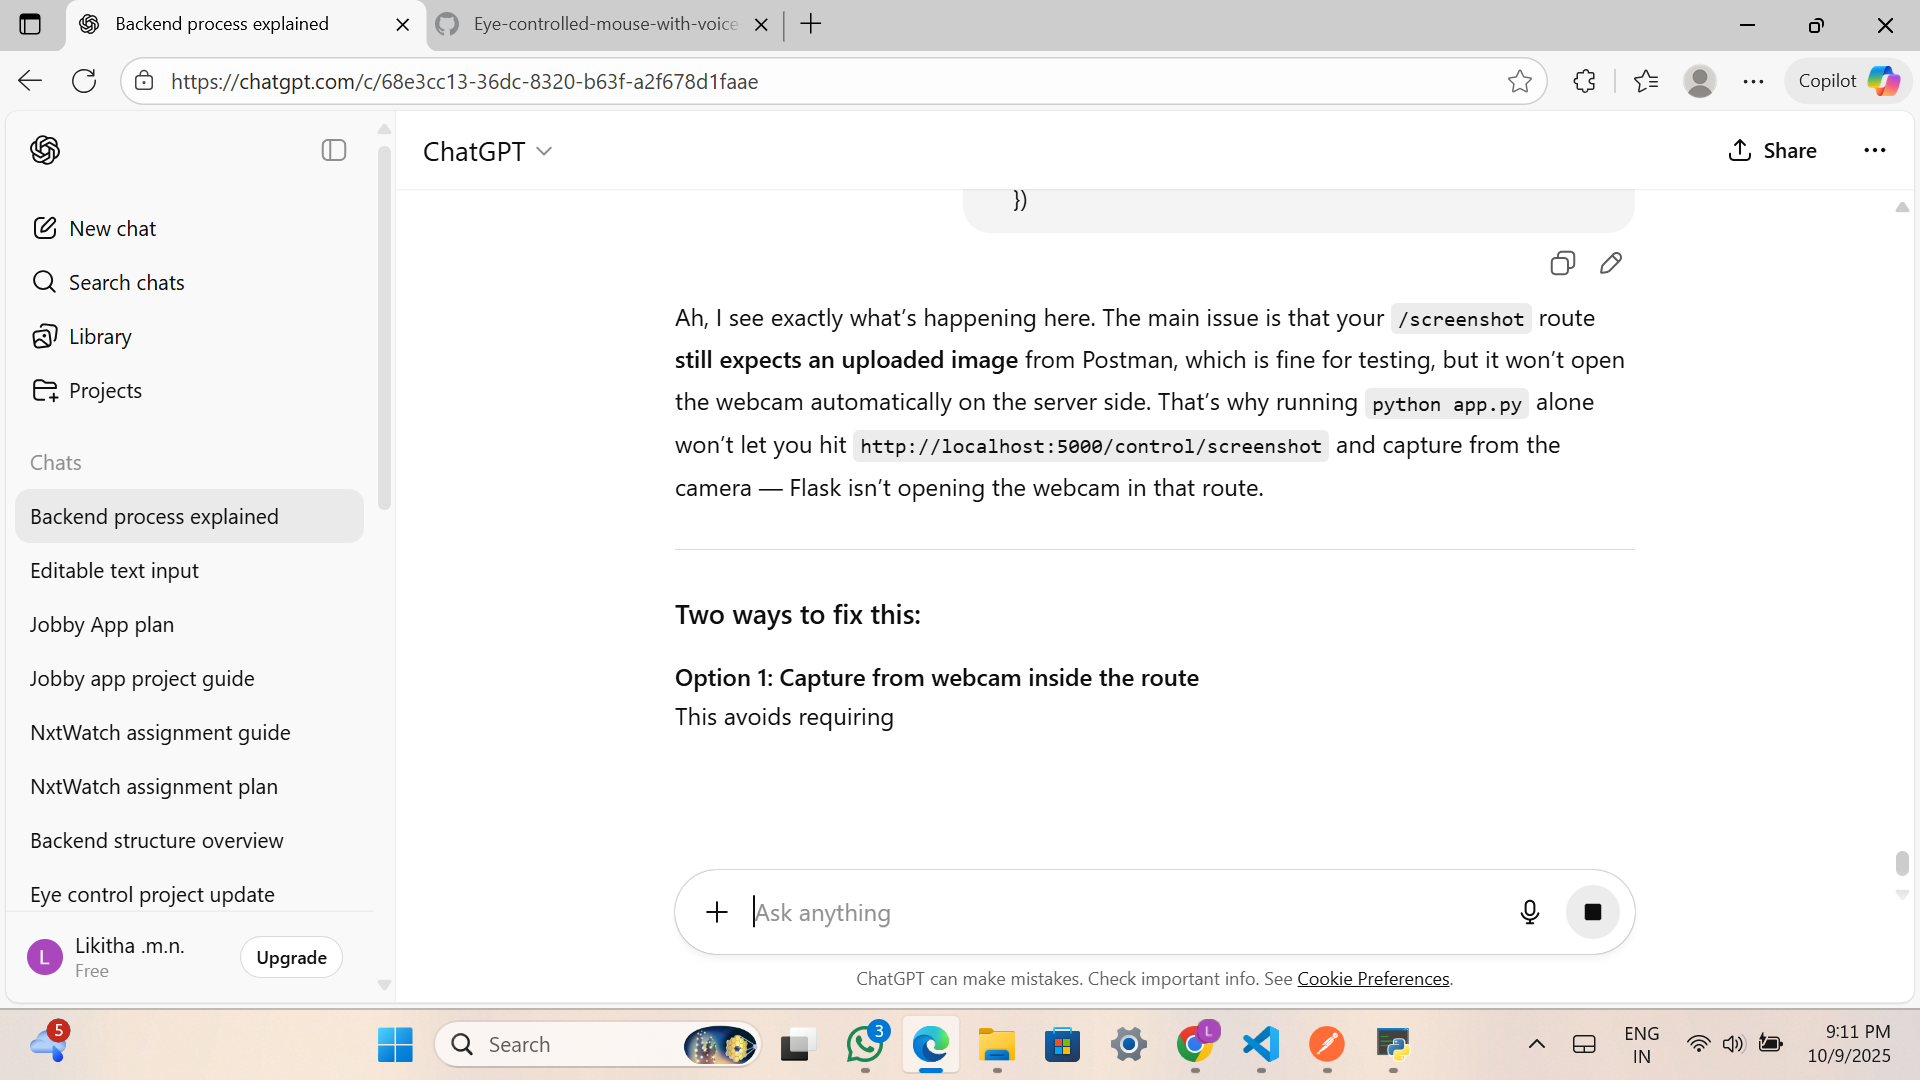 Backend process explained
Eye-controlled-mouse-with-voice
https://chatgpt.com/c/68e3cc13-36dc-8320-b63f-a2f678d1faae
Copilot
ChatGPT
Share
New chat
Search chats
Library
Projects
Chats
Backend process explained
Editable text input
Jobby App plan
Jobby app project guide
NxtWatch assignment guide
NxtWatch assignment plan
Backend structure overview
Eye control project update
L
Likitha .m.n.
Free
Upgrade
})
Ah, I see exactly what’s happening here. The main issue is that your /screenshot route
still expects an uploaded image from Postman, which is fine for testing, but it won’t open
the webcam automatically on the server side. That’s why running python app.py alone
won’t let you hit http://localhost:5000/control/screenshot and capture from the
camera — Flask isn’t opening the webcam in that route.
Two ways to fix this:
Option 1: Capture from webcam inside the route
This avoids requiring
Ask anything
ChatGPT can make mistakes. Check important info. See Cookie Preferences.
5
Search
3
L
ENG
IN
9:11 PM
10/9/2025